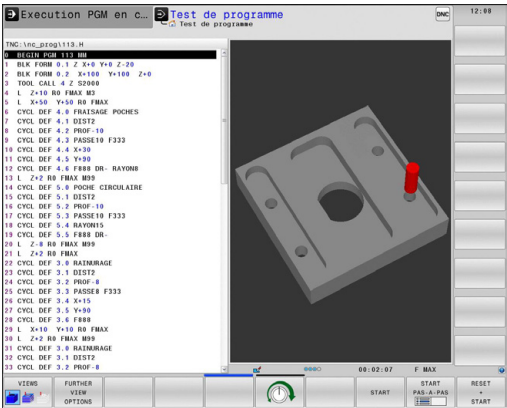 Execution PGM en c...
Test de programme
Test de programme
DNC
12:08
TNC:\nc_prog\113.H
0 BEGIN PGM 113 MM
1 BLK FORM 0.1 Z X+0 Y+0 Z-20
2 BLK FORM 0.2 X+100 Y+100 Z+0
3 TOOL CALL 4 Z S2000
4 L Z+10 R0 FMAX M3
5 L X+50 Y+50 R0 FMAX
6 CYCL DEF 4.0 FRAISAGE POCHES
7 CYCL DEF 4.1 DIST2
8 CYCL DEF 4.2 PROF-10
9 CYCL DEF 4.3 PASSE10 F333
10 CYCL DEF 4.4 X+30
11 CYCL DEF 4.5 Y+90
12 CYCL DEF 4.6 F888 DR- RAYON8
13 L Z+2 R0 FMAX M99
14 CYCL DEF 5.0 POCHE CIRCULAIRE
15 CYCL DEF 5.1 DIST2
16 CYCL DEF 5.2 PROF-10
17 CYCL DEF 5.3 PASSE10 F333
18 CYCL DEF 5.4 RAYON15
19 CYCL DEF 5.5 F888 DR-
20 L Z-8 R0 FMAX M99
21 L Z+2 R0 FMAX
22 CYCL DEF 3.0 RAINURAGE
23 CYCL DEF 3.1 DIST2
24 CYCL DEF 3.2 PROF-8
25 CYCL DEF 3.3 PASSE8 F333
26 CYCL DEF 3.4 X+15
27 CYCL DEF 3.5 Y+90
28 CYCL DEF 3.6 F888
29 L X+10 Y+10 R0 FMAX
30 L Z+2 R0 FMAX M99
31 CYCL DEF 3.0 RAINURAGE
32 CYCL DEF 3.1 DIST2
33 CYCL DEF 3.2 PROF-8
00:02:07 F MAX
VIEWS
FURTHER
VIEW
OPTIONS
START
START
PAS-A-PAS
RESET
+
START